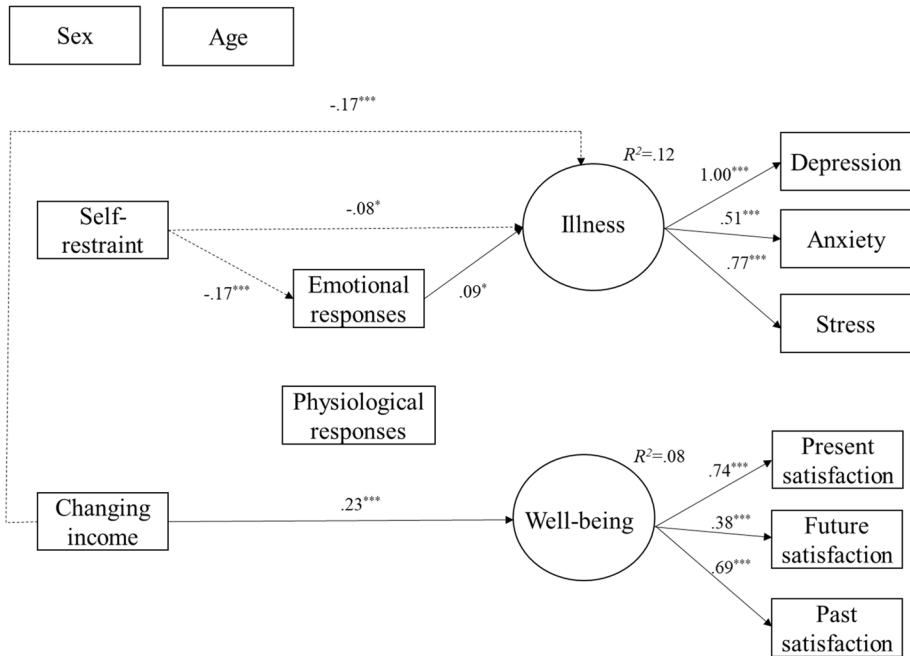 Sex
Age
-.17***
R²=.12
Depression
1.00***
Self-
restraint
-.08*
Illness
.51***
Anxiety
.77***
-.17***
Emotional
responses
.09*
Stress
Physiological
responses
R²=.08
Present
satisfaction
.74***
Changing
income
.23***
Well-being
.38***
Future
satisfaction
.69***
Past
satisfaction